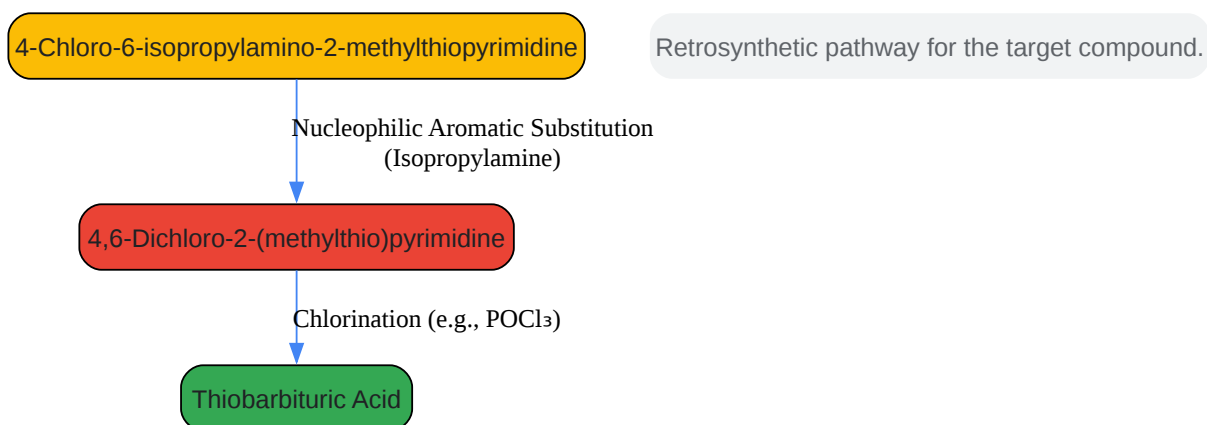 4-Chloro-6-isopropylamino-2-methylthiopyrimidine
Retrosynthetic pathway for the target compound.
Nucleophilic Aromatic Substitution
(Isopropylamine)
4,6-Dichloro-2-(methylthio)pyrimidine
Chlorination (e.g., POCl₃)
Thiobarbituric Acid